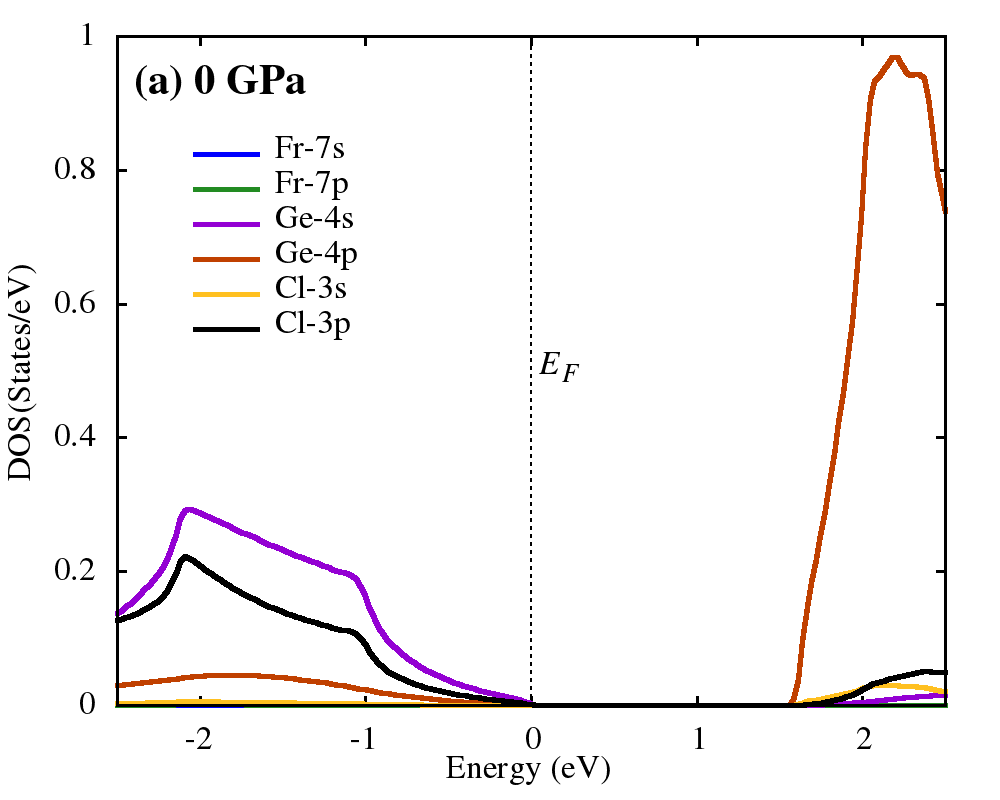 (a) 0 GPa
Fr-7s
Fr-7p
Ge-4s
Ge-4p
Cl-3s
Cl-3p
E_F
DOS(States/eV)
1
0.8
0.6
0.4
0.2
0
-2
-1
0
1
2
Energy (eV)